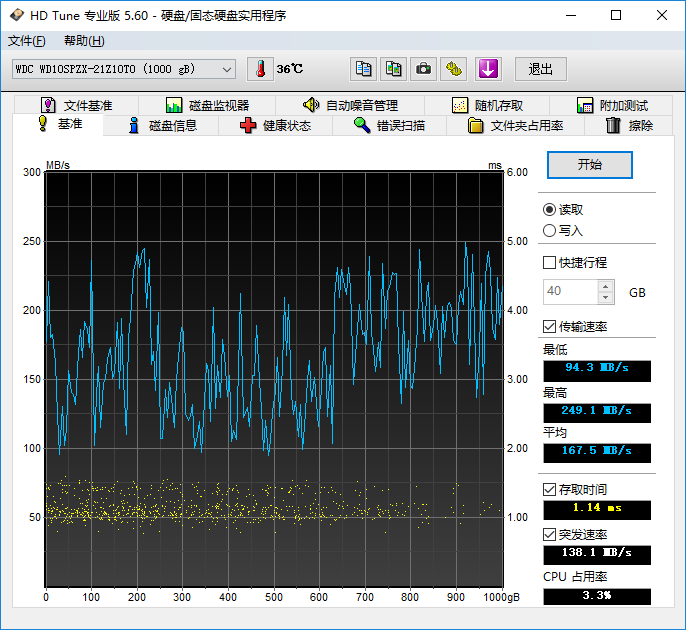 HD Tune 专业版 5.60 - 硬盘/固态硬盘实用程序
文件(F) 帮助(H)
WDC WD10SPZX-21Z10T0 (1000 gB) 36℃ 退出
文件基准 磁盘监视器 自动噪音管理 随机存取 附加测试
基准 磁盘信息 健康状态 错误扫描 文件夹占用率 擦除
MB/s ms
300 6.00
250 5.00
200 4.00
150 3.00
100 2.00
50 1.00
0 100 200 300 400 500 600 700 800 900 1000gB
开始
读取
写入
快捷行程
40 GB
传输速率
最低
94.3 MB/s
最高
249.1 MB/s
平均
167.5 MB/s
存取时间
1.14 ms
突发速率
138.1 MB/s
CPU 占用率
3.3%